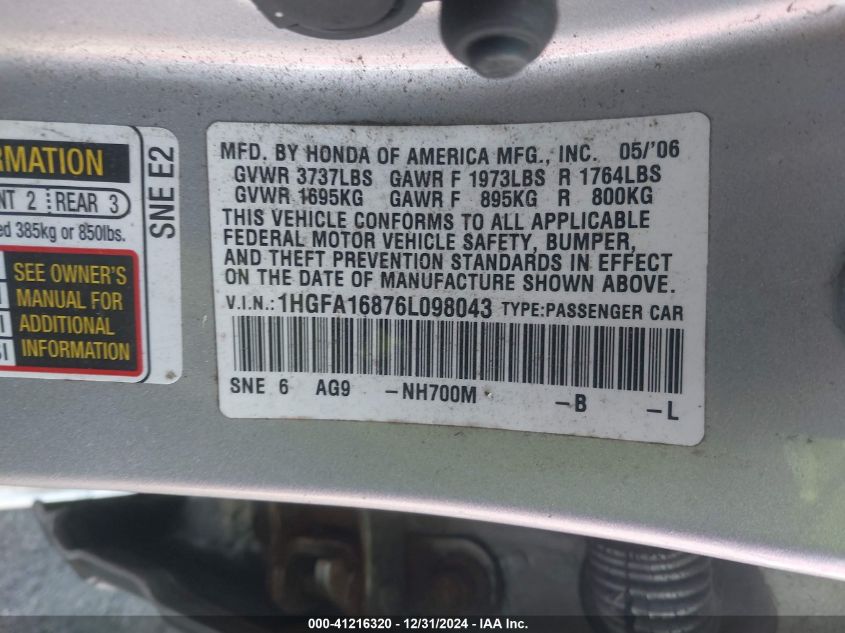 RMATION
NT 2 REAR 3
ed 385kg or 850lbs.
SEE OWNER'S
MANUAL FOR
ADDITIONAL
INFORMATION
SNE E2
MFD. BY HONDA OF AMERICA MFG., INC. 05/'06
GVWR 3737LBS GAWR F 1973LBS R 1764LBS
GVWR 1695KG GAWR F 895KG R 800KG
THIS VEHICLE CONFORMS TO ALL APPLICABLE
FEDERAL MOTOR VEHICLE SAFETY, BUMPER,
AND THEFT PREVENTION STANDARDS IN EFFECT
ON THE DATE OF MANUFACTURE SHOWN ABOVE.
V.I.N.: 1HGFA16876L098043 TYPE:PASSENGER CAR
SNE 6 AG9 -NH700M -B -L
000-41216320 - 12/31/2024 - IAA Inc.